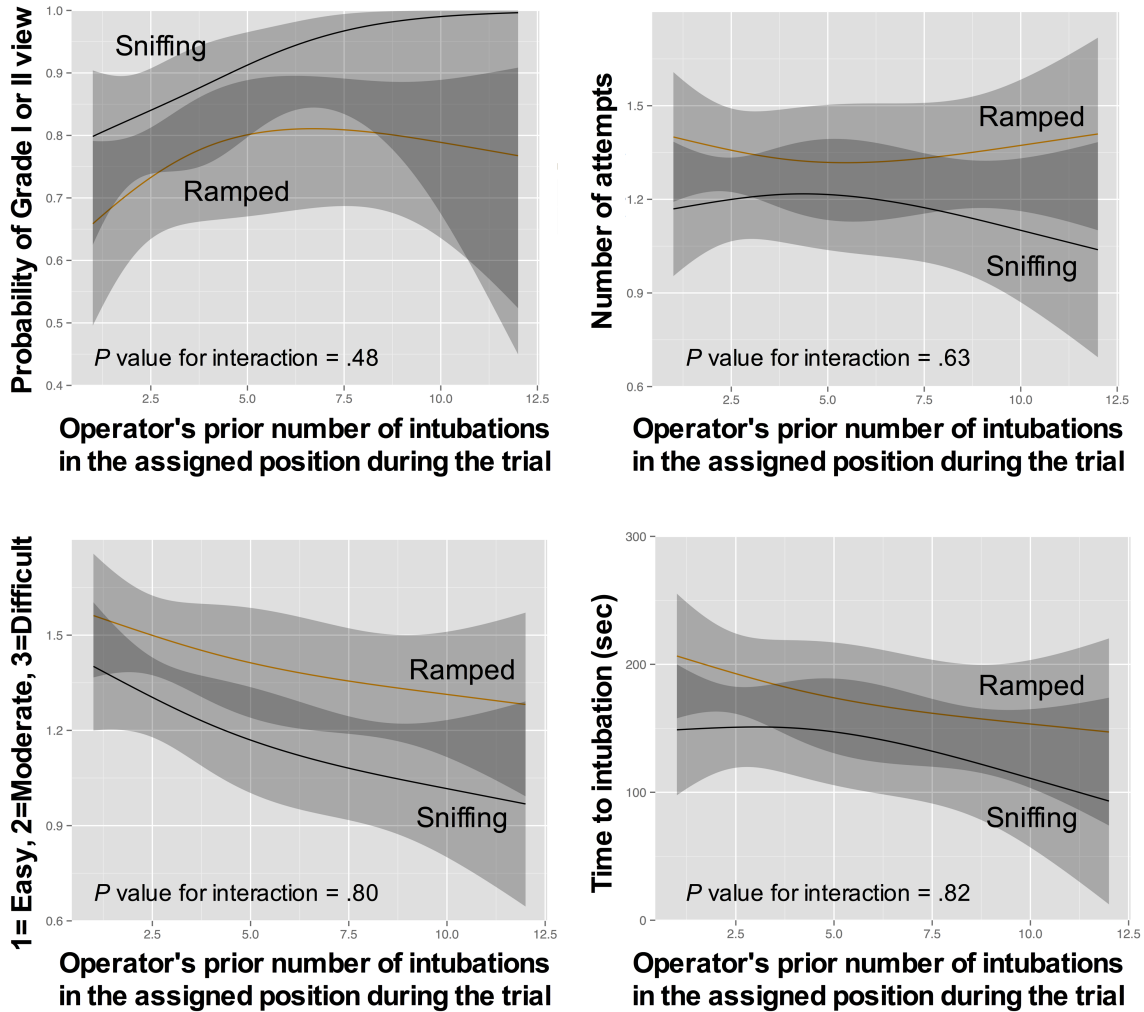 Probability of Grade I or II view
1.0
0.9
0.8
0.7
0.6
0.5
0.4
Sniffing
Ramped
P value for interaction = .48
2.5 5.0 7.5 10.0 12.5
Operator's prior number of intubations
in the assigned position during the trial
Number of attempts
1.5
1.2
0.9
0.6
Ramped
Sniffing
P value for interaction = .63
2.5 5.0 7.5 10.0 12.5
Operator's prior number of intubations
in the assigned position during the trial
1= Easy, 2=Moderate, 3=Difficult
1.5
1.2
0.9
0.6
Ramped
Sniffing
P value for interaction = .80
2.5 5.0 7.5 10.0 12.5
Operator's prior number of intubations
in the assigned position during the trial
Time to intubation (sec)
300
200
100
0
Ramped
Sniffing
P value for interaction = .82
2.5 5.0 7.5 10.0 12.5
Operator's prior number of intubations
in the assigned position during the trial